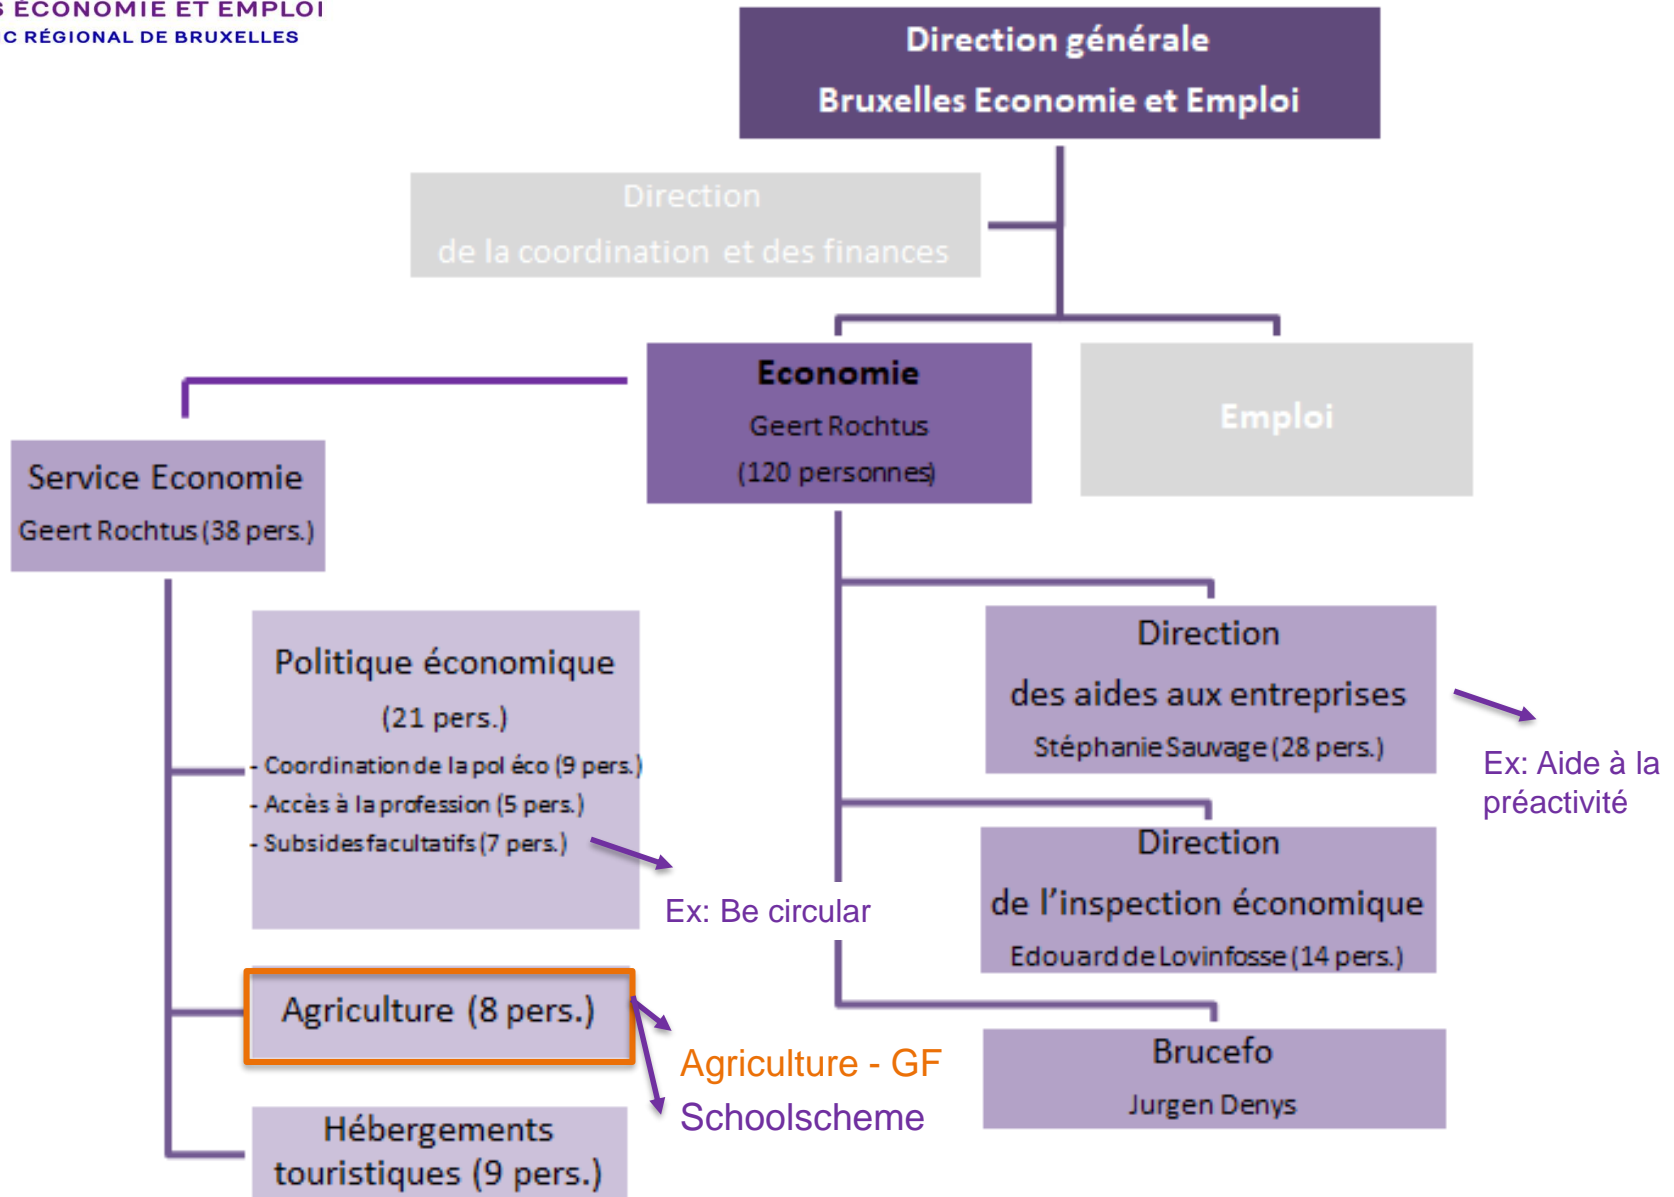 S ÉCONOMIE ET EMPLOI
C RÉGIONAL DE BRUXELLES
Direction générale
Bruxelles Economie et Emploi
Direction
de la coordination et des finances
Economie
Geert Rochtus
(120 personnes)
Emploi
Service Economie
Geert Rochtus (38 pers.)
Politique économique
(21 pers.)
- Coordination de la pol éco (9 pers.)
- Accès à la profession (5 pers.)
- Subsides facultatifs (7 pers.)
Ex: Be circular
Agriculture (8 pers.)
Agriculture - GF
Schoolscheme
Hébergements
touristiques (9 pers.)
Direction
des aides aux entreprises
Stéphanie Sauvage (28 pers.)
Ex: Aide à la
préactivité
Direction
de l'inspection économique
Edouard de Lovinfosse (14 pers.)
Brucefo
Jurgen Denys